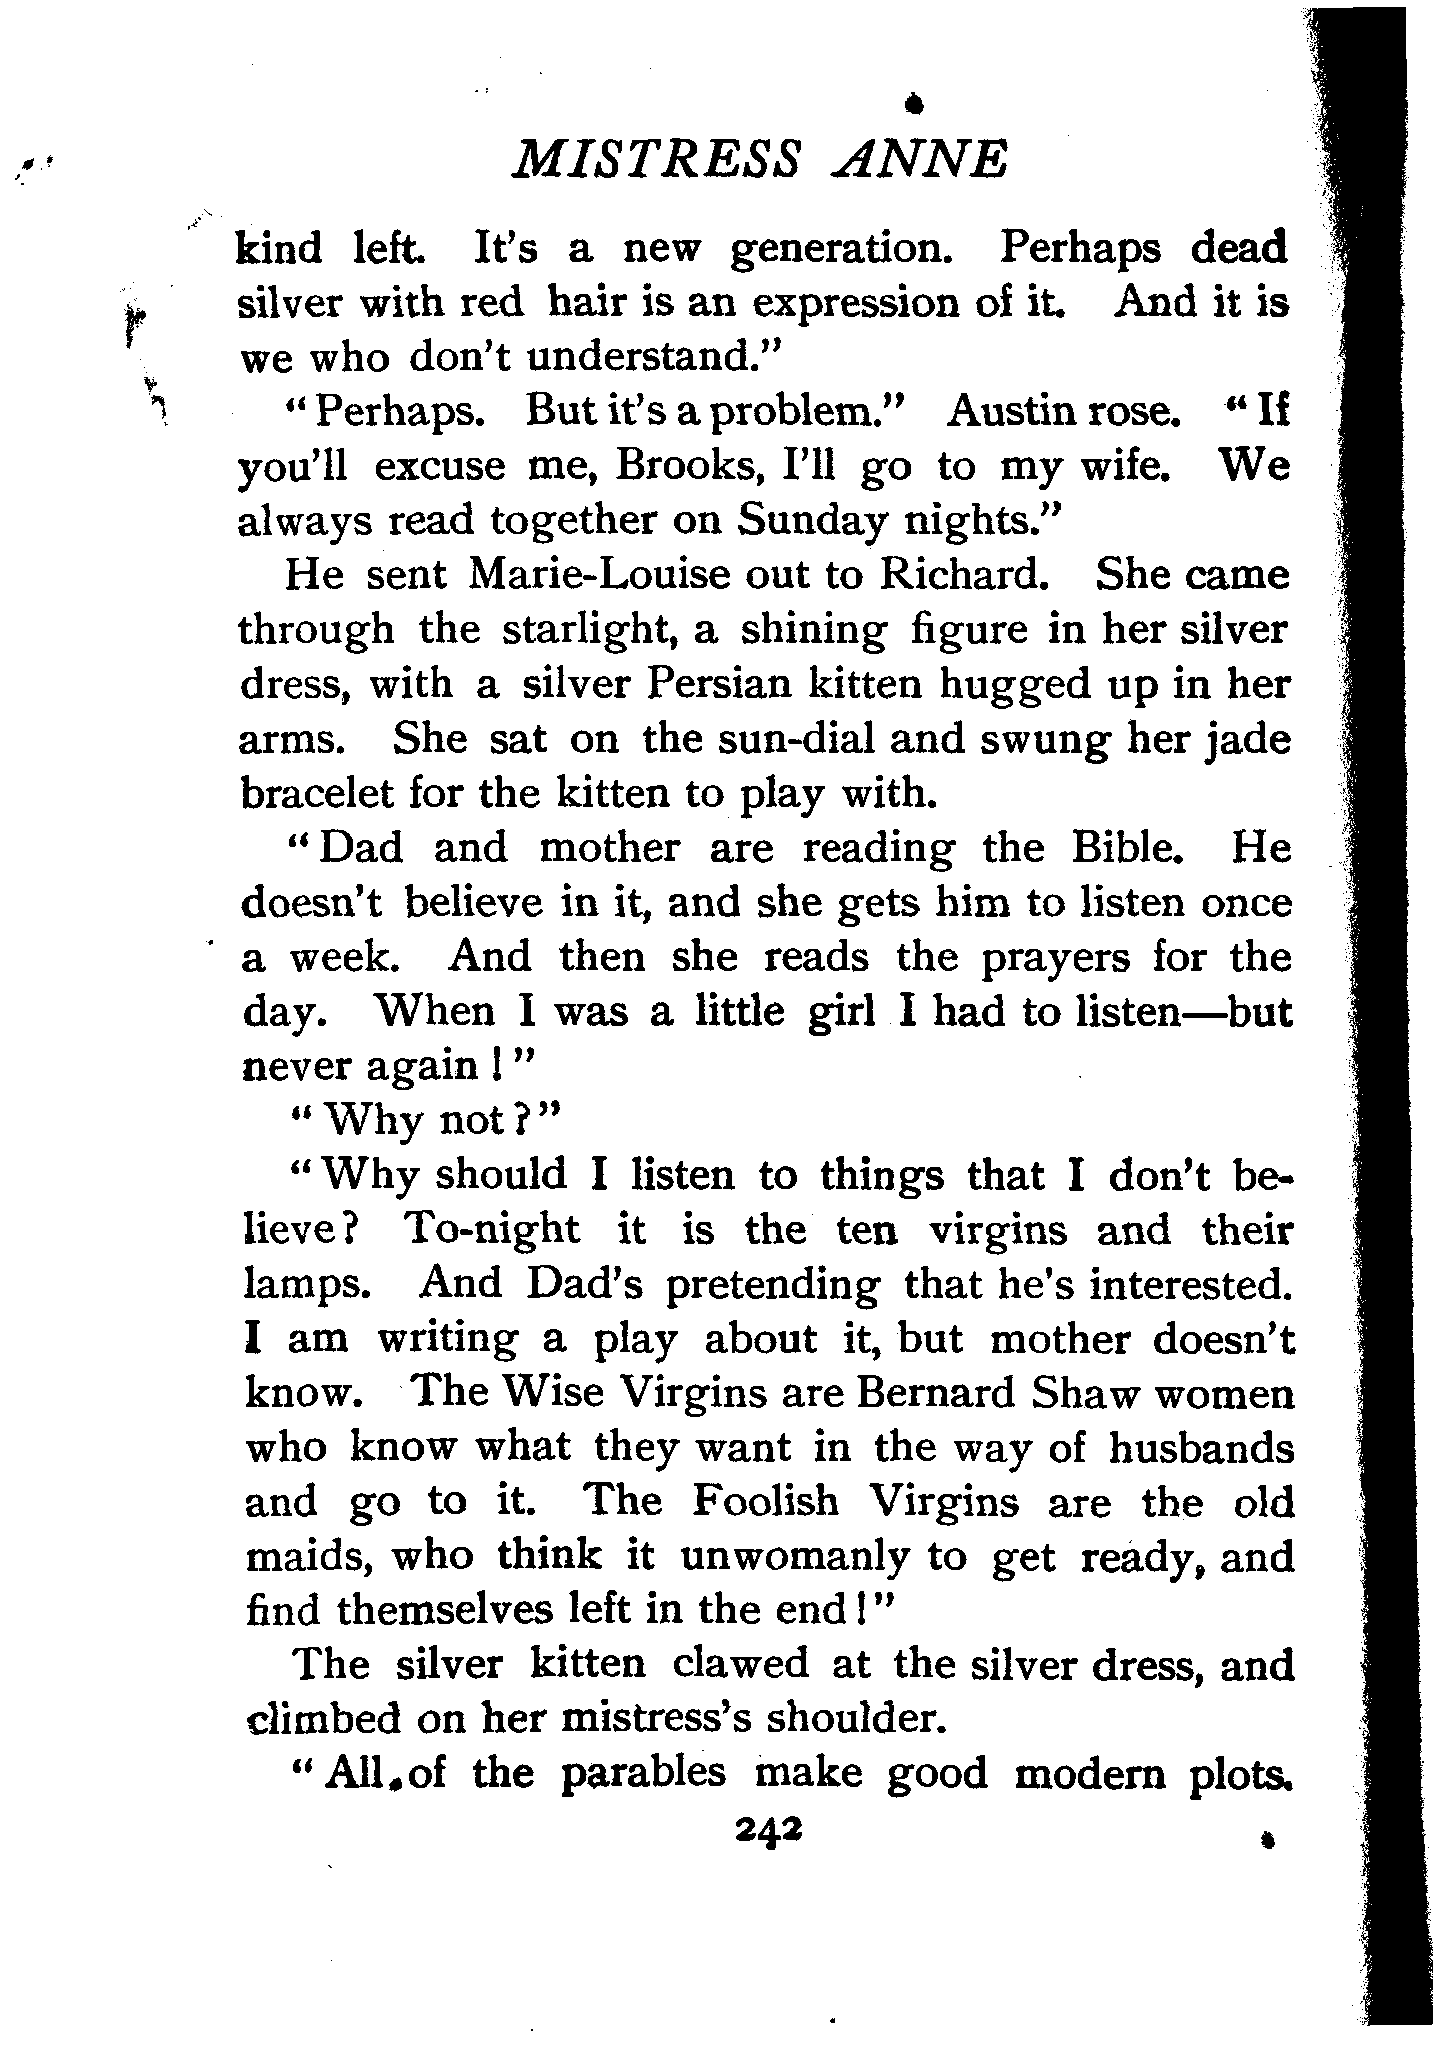 MISTRESS ANNE
kind left. It's a new generation. Perhaps dead
silver with red hair is an expression of it. And it is
we who don't understand."
"Perhaps. But it's a problem." Austin rose. "If
you'll excuse me, Brooks, I'll go to my wife. We
always read together on Sunday nights."
He sent Marie-Louise out to Richard. She came
through the starlight, a shining figure in her silver
dress, with a silver Persian kitten hugged up in her
arms. She sat on the sun-dial and swung her jade
bracelet for the kitten to play with.
"Dad and mother are reading the Bible. He
doesn't believe in it, and she gets him to listen once
a week. And then she reads the prayers for the
day. When I was a little girl I had to listen—but
never again!"
"Why not?"
"Why should I listen to things that I don't be-
lieve? To-night it is the ten virgins and their
lamps. And Dad's pretending that he's interested.
I am writing a play about it, but mother doesn't
know. The Wise Virgins are Bernard Shaw women
who know what they want in the way of husbands
and go to it. The Foolish Virgins are the old
maids, who think it unwomanly to get ready, and
find themselves left in the end!"
The silver kitten clawed at the silver dress, and
climbed on her mistress's shoulder.
"All of the parables make good modern plots.
242